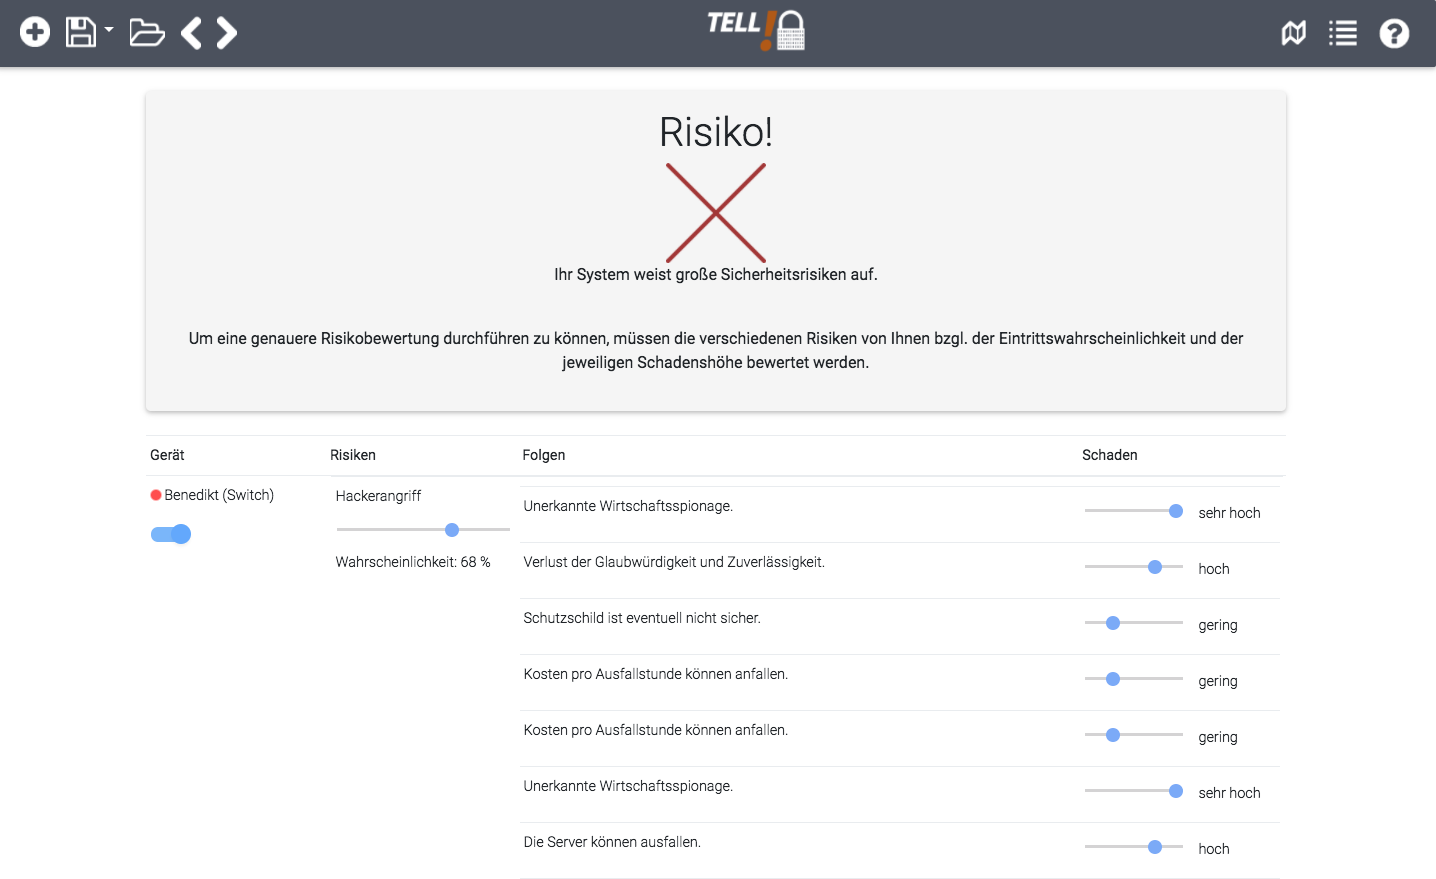 TELL!
Risiko!
Ihr System weist große Sicherheitsrisiken auf.
Um eine genauere Risikobewertung durchführen zu können, müssen die verschiedenen Risiken von Ihnen bzgl. der Eintrittswahrscheinlichkeit und der
jeweiligen Schadenshöhe bewertet werden.
Gerät Risiken Folgen Schaden
Benedikt (Switch) Hackerangriff
Unerkannte Wirtschaftsspionage. sehr hoch
Wahrscheinlichkeit: 68 % Verlust der Glaubwürdigkeit und Zuverlässigkeit. hoch
Schutzschild ist eventuell nicht sicher. gering
Kosten pro Ausfallstunde können anfallen. gering
Kosten pro Ausfallstunde können anfallen. gering
Unerkannte Wirtschaftsspionage. sehr hoch
Die Server können ausfallen. hoch